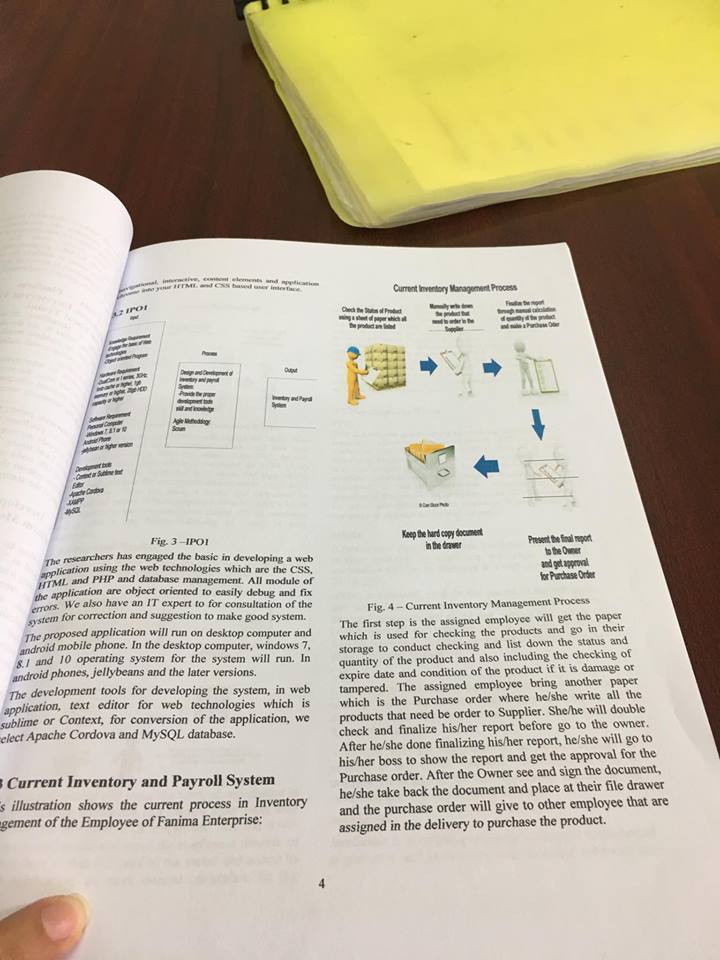 navigational, interactive, content elements and application
into your HTML and CSS based user interface.
.2 IPO1
Input
Knowledge Requirement
-Engage the basic of Web
technologies
-Object oriented Program
Hardware Requirement
memory or higher, 20gb HDD
capacity or higher
Software Requirement
Personal Computer
-Windows 7, 8.1 or 10
Android Phone
-jellybean or higher version
Development tools
- Context or Sublime text
Editor
-Apache Cordova
-XAMPP
-MySQL
Process
Design and Development of
Inventory and payroll
System.
-Provide the proper
development tools
skill and knowledge
Agile Methodology:
Scrum
Output
Inventory and Payroll
System
Fig. 3 –IPO1
The researchers has engaged the basic in developing a web
application using the web technologies which are the CSS,
HTML and PHP and database management. All module of
the application are object oriented to easily debug and fix
errors. We also have an IT expert to for consultation of the
system for correction and suggestion to make good system.
The proposed application will run on desktop computer and
android mobile phone. In the desktop computer, windows 7,
8.1 and 10 operating system for the system will run. In
android phones, jellybeans and the later versions.
The development tools for developing the system, in web
application, text editor for web technologies which is
sublime or Context, for conversion of the application, we
elect Apache Cordova and MySQL database.
3 Current Inventory and Payroll System
s illustration shows the current process in Inventory
gement of the Employee of Fanima Enterprise:
Current Inventory Management Process
Check the Status of Product
using a sheet of paper which all
the product are listed
Manually write down
the product that
need to order in the
Supplier
Finalize the report
through manual calculation
of quantity of the product
and make a Purchase Oder
© Can Stock Photo
Keep the hard copy document
in the drawer
Present the final report
to the Owner
and get approval
for Purchase Order
Fig. 4 – Current Inventory Management Process
The first step is the assigned employee will get the paper
which is used for checking the products and go in their
storage to conduct checking and list down the status and
quantity of the product and also including the checking of
expire date and condition of the product if it is damage or
tampered. The assigned employee bring another paper
which is the Purchase order where he/she write all the
products that need be order to Supplier. She/he will double
check and finalize his/her report before go to the owner.
After he/she done finalizing his/her report, he/she will go to
his/her boss to show the report and get the approval for the
Purchase order. After the Owner see and sign the document,
he/she take back the document and place at their file drawer
and the purchase order will give to other employee that are
assigned in the delivery to purchase the product.
4